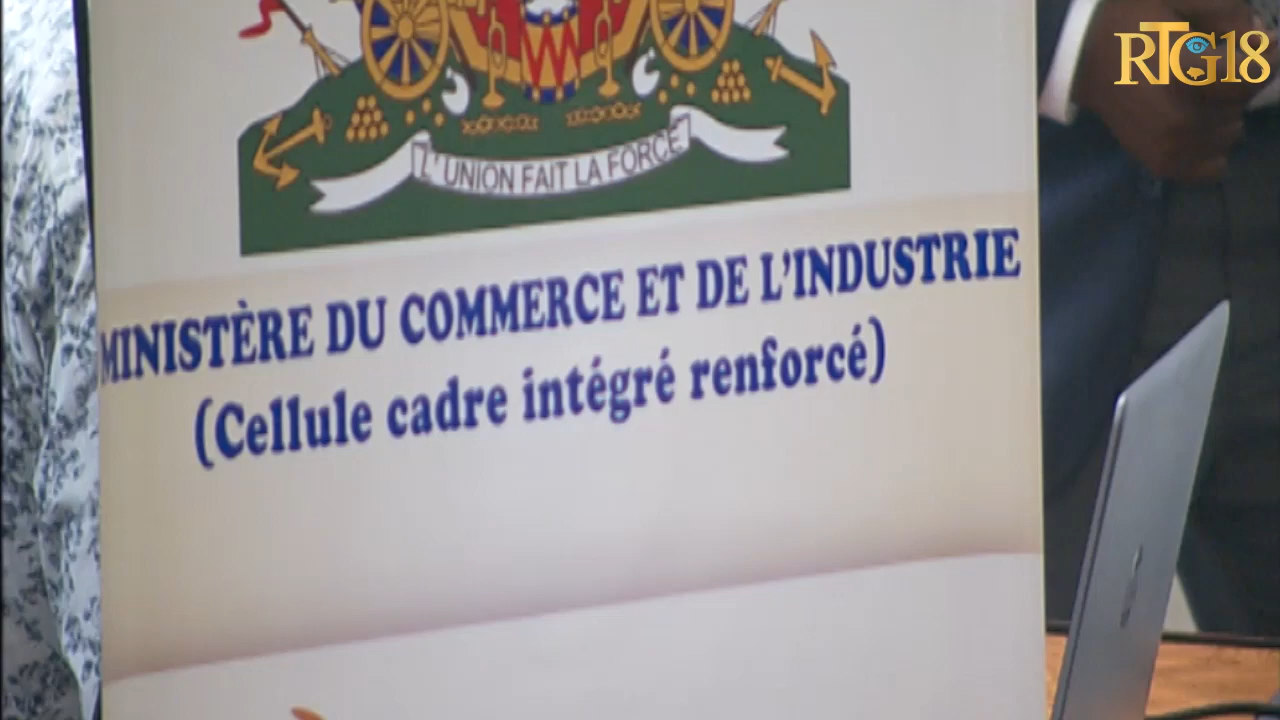 RTG18
L'UNION FAIT LA FORCE
MINISTÈRE DU COMMERCE ET DE L'INDUSTRIE
(Cellule cadre intégré renforcé)